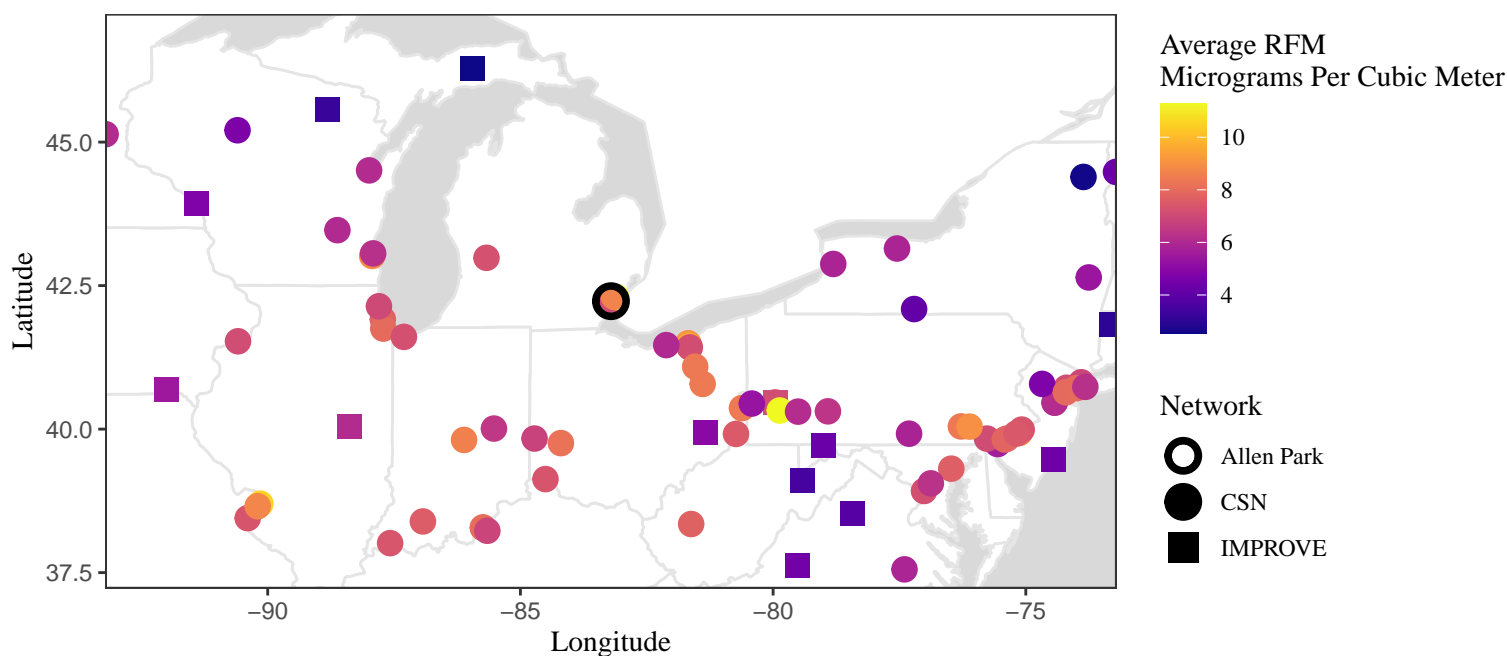 Average RFM
Micrograms Per Cubic Meter
10
8
6
4
Network
Allen Park
CSN
IMPROVE
Latitude
45.0
42.5
40.0
37.5
−90
−85
−80
−75
Longitude